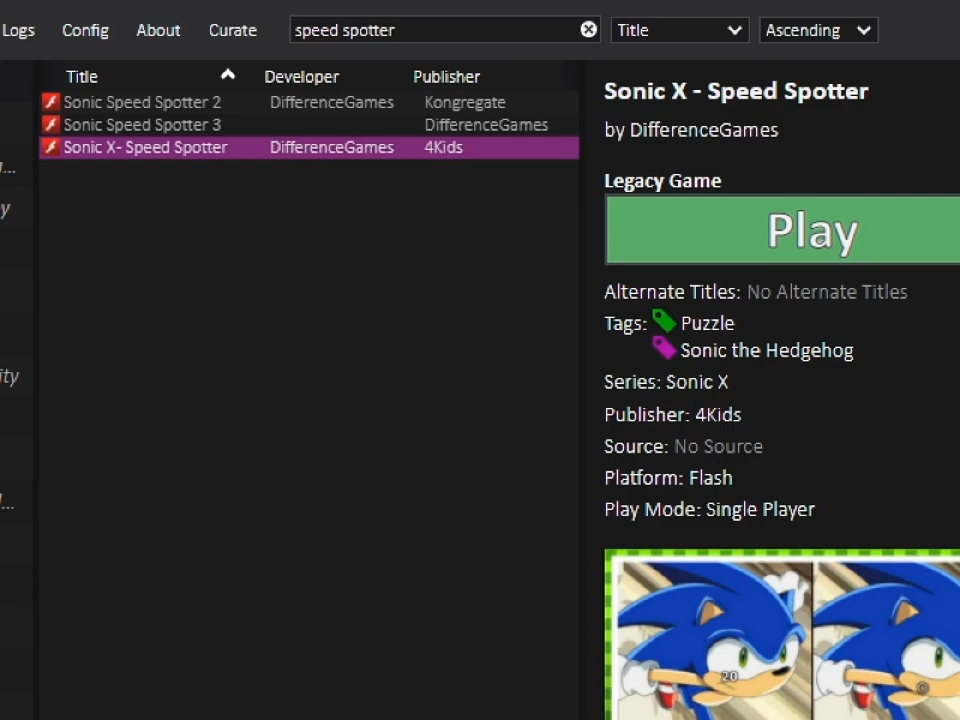 Logs Config About Curate speed spotter Title Ascending
Title Developer Publisher
Sonic Speed Spotter 2 DifferenceGames Kongregate
Sonic Speed Spotter 3 DifferenceGames
Sonic X- Speed Spotter DifferenceGames 4Kids
...
y
ity
...
Sonic X - Speed Spotter
by DifferenceGames
Legacy Game
Play
Alternate Titles: No Alternate Titles
Tags: Puzzle
Sonic the Hedgehog
Series: Sonic X
Publisher: 4Kids
Source: No Source
Platform: Flash
Play Mode: Single Player
20